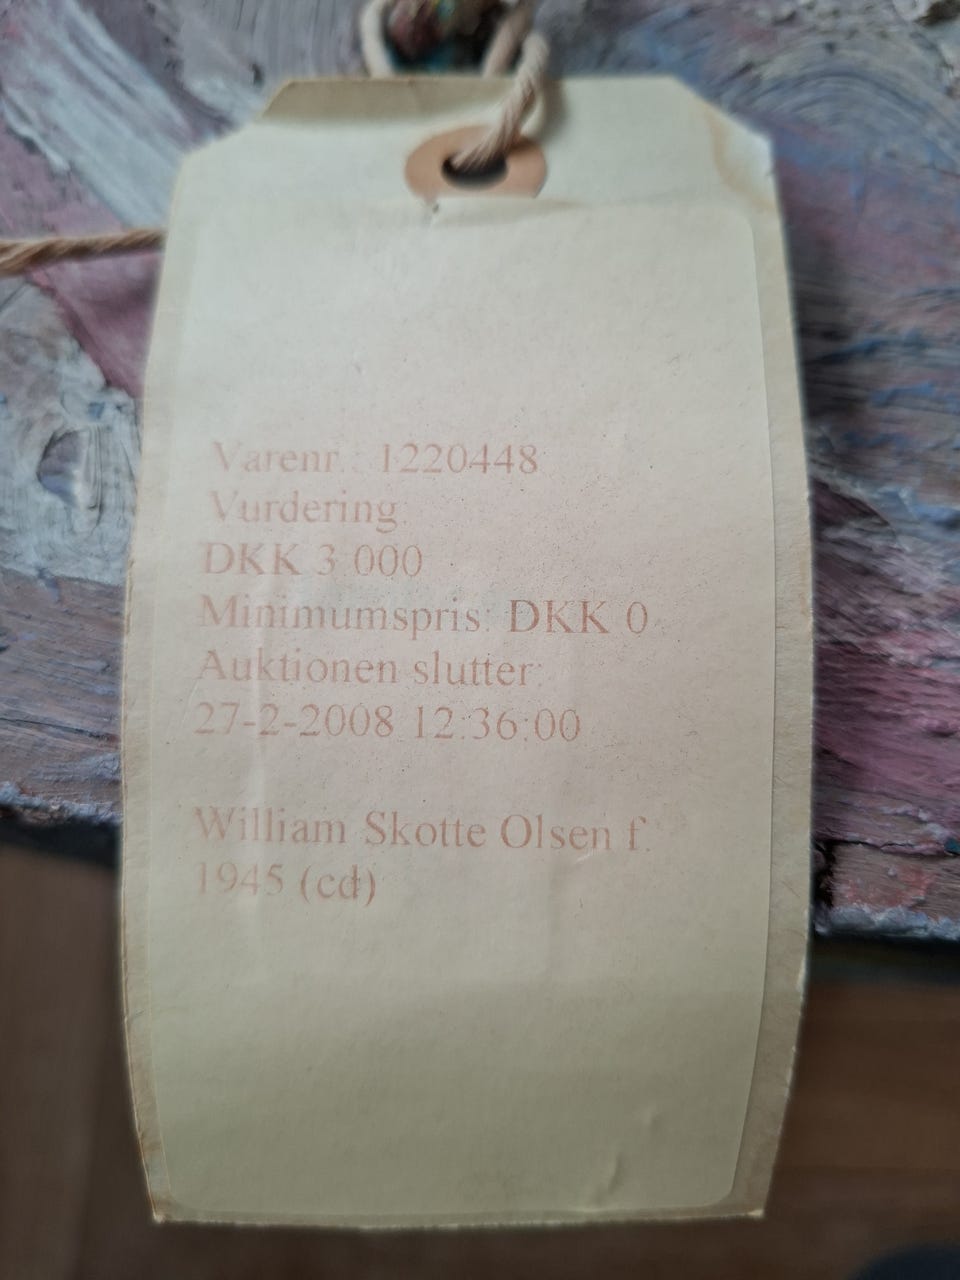 Varenr.: 1220448
Vurdering:
DKK 3 000
Minimumspris: DKK 0
Auktionen slutter:
27-2-2008 12:36:00
William Skotte Olsen f.
1945 (cd)